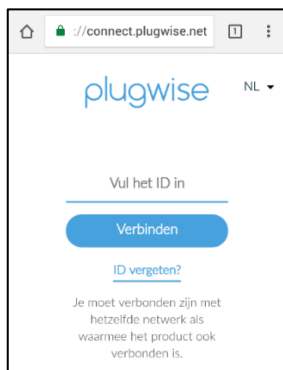 ://connect.plugwise.net 1
plugwise
NL
Vul het ID in
Verbinden
ID vergeten?
Je moet verbonden zijn met
hetzelfde netwerk als
waarmee het product ook
verbonden is.